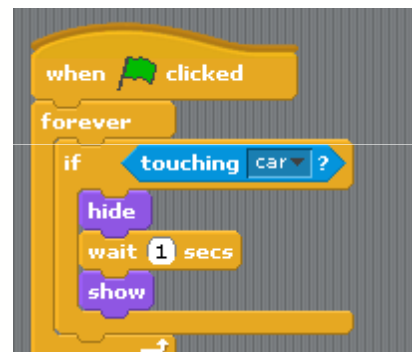 when clicked
forever
if touching car ?
hide
wait 1 secs
show